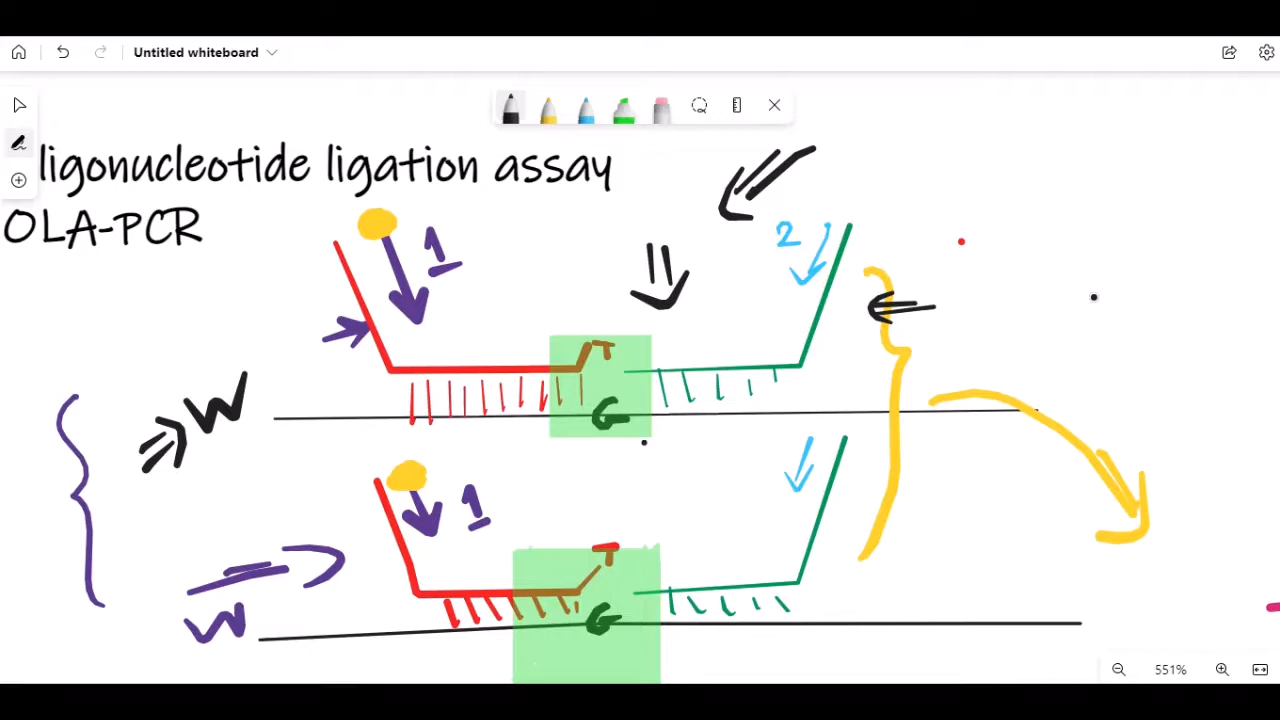 Untitled whiteboard
ligonucleotide ligation assay
OLA-PCR
1
2
T
G
W
1
T
G
W
551%